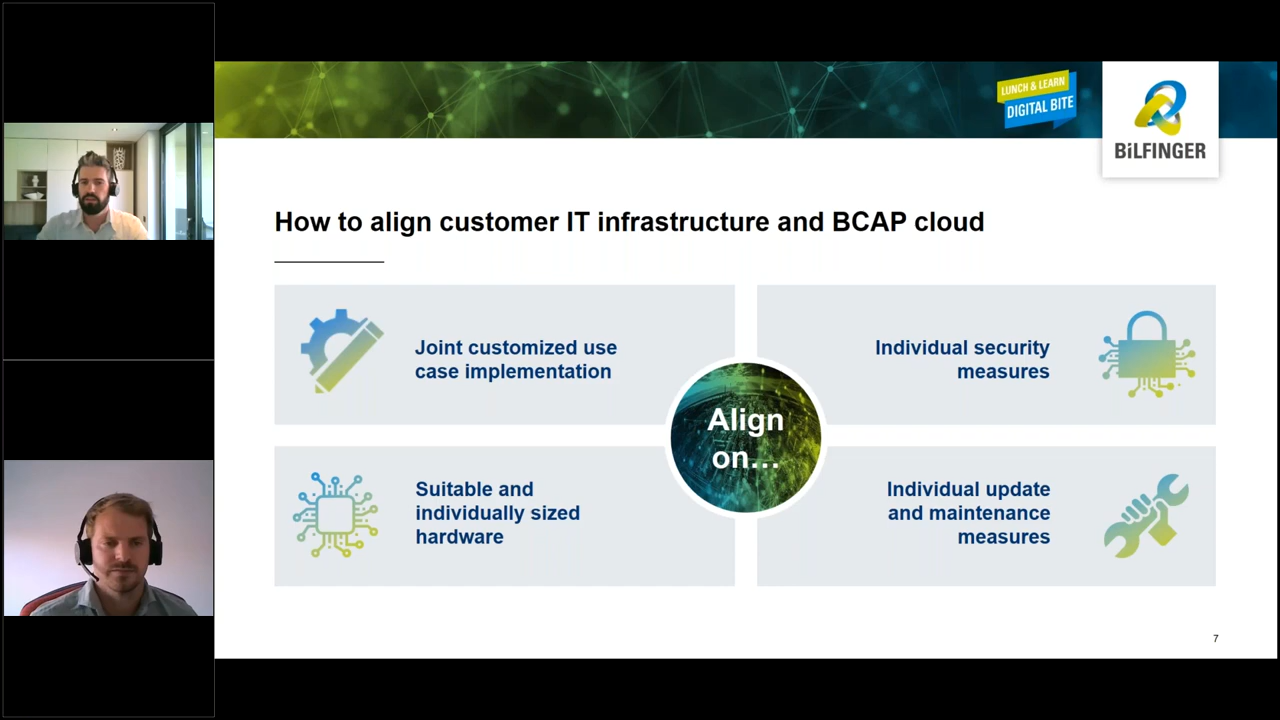 LUNCH & LEARN
DIGITAL BITE
BiLFINGER
How to align customer IT infrastructure and BCAP cloud
Joint customized use
case implementation
Individual security
measures
Align
on...
Suitable and
individually sized
hardware
Individual update
and maintenance
measures
7